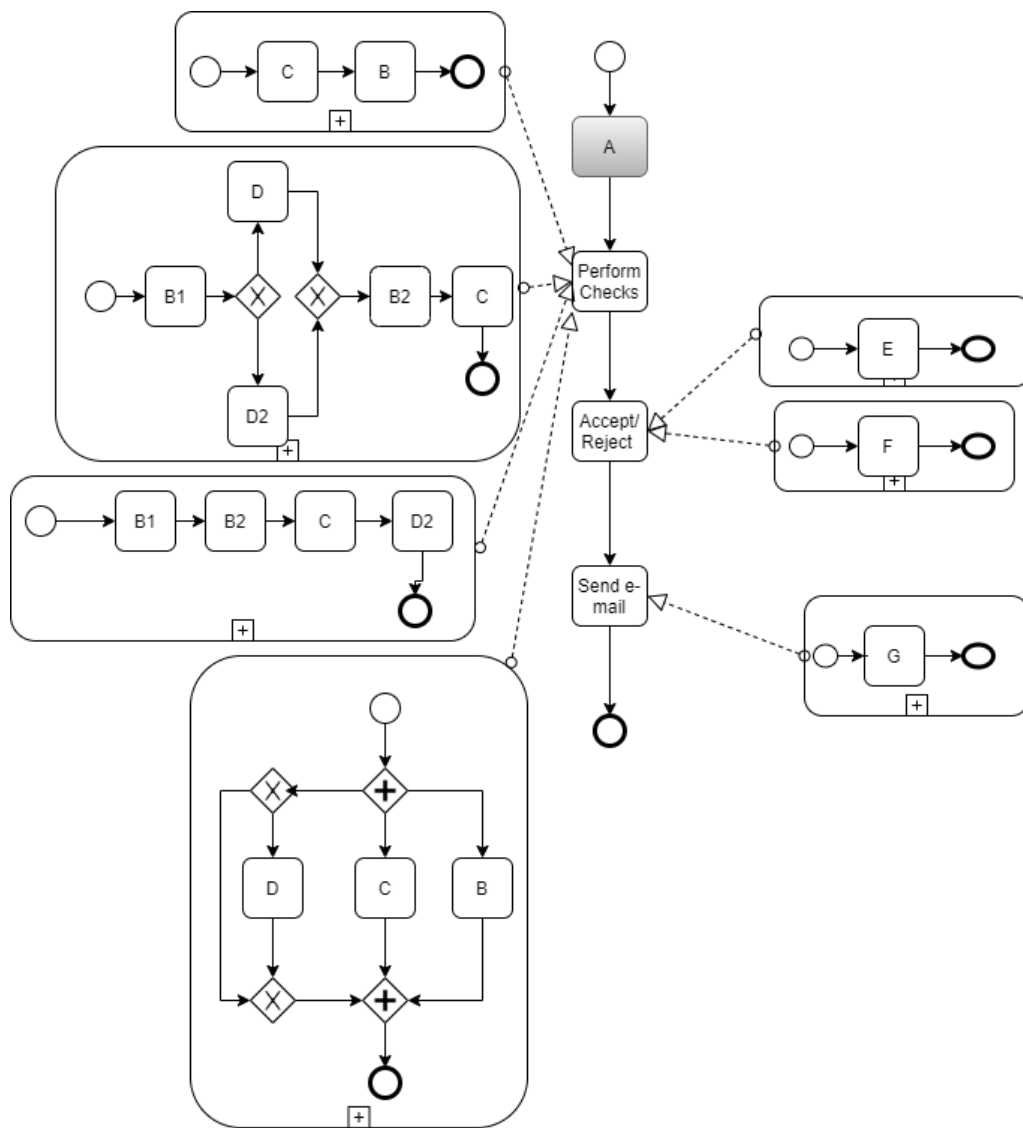 C
B
A
D
B1
B2
C
D2
Perform
Checks
E
Accept/
Reject
F
B1
B2
C
D2
Send e-
mail
G
D
C
B